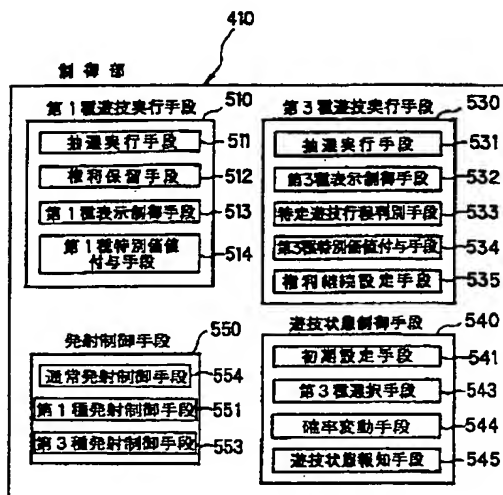 410
制御部
510
第1種遊技実行手段
抽選実行手段 511
権利保留手段 512
第1種表示制御手段 513
第1種特別価値
付与手段 514
530
第3種遊技実行手段
抽選実行手段 531
第3種表示制御手段 532
特定遊技行程判別手段 533
第3種特別価値付与手段 534
権利継続設定手段 535
550
発射制御手段
通常発射制御手段 554
第1種発射制御手段 551
第3種発射制御手段 553
540
遊技状態制御手段
初期設定手段 541
第3種選択手段 543
確率変動手段 544
遊技状態報知手段 545